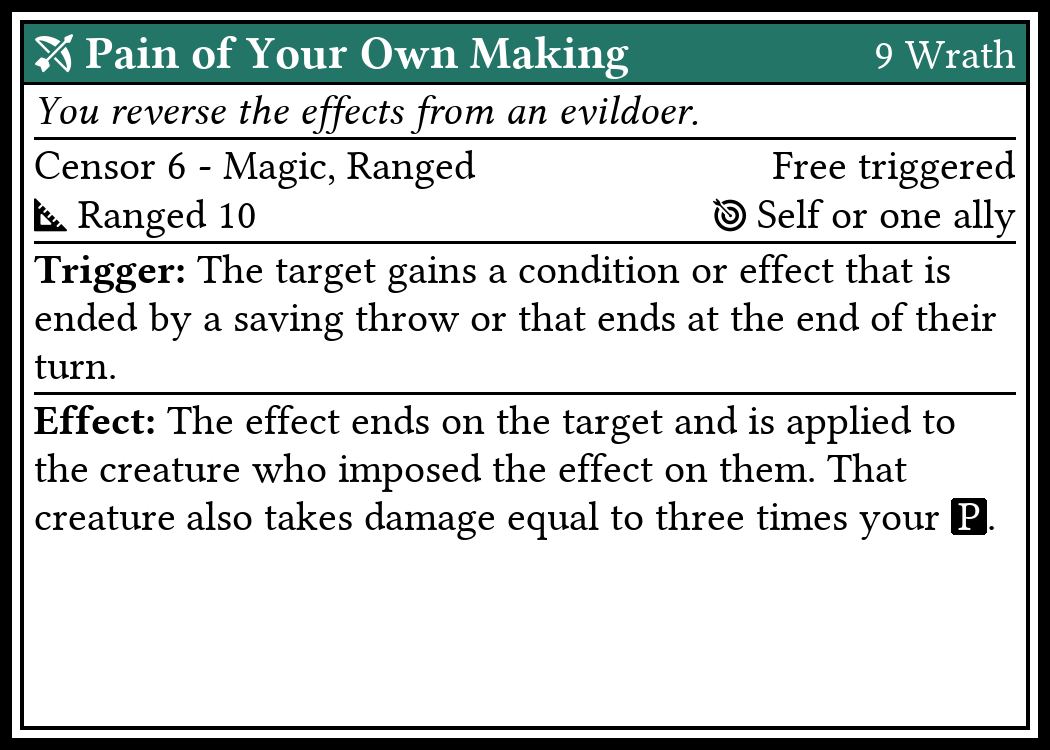 Pain of Your Own Making 9 Wrath
You reverse the effects from an evildoer.
Censor 6 - Magic, Ranged Free triggered
Ranged 10 Self or one ally
Trigger: The target gains a condition or effect that is
ended by a saving throw or that ends at the end of their
turn.
Effect: The effect ends on the target and is applied to
the creature who imposed the effect on them. That
creature also takes damage equal to three times your P.